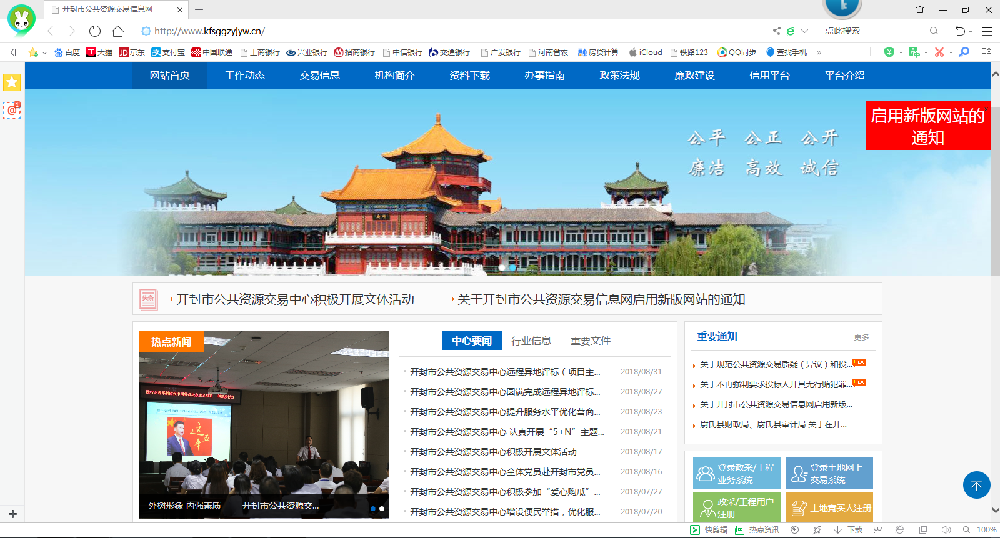 开封市公共资源交易信息网
http://www.kfsggzyjyw.cn/
点此搜索
百度 天猫 京东 支付宝 中国联通 工商银行 兴业银行 招商银行 中信银行 交通银行 广发银行 河南省农 房贷计算 iCloud 铁路123 QQ同步 查找手机 »
网站首页 工作动态 交易信息 机构简介 资料下载 办事指南 政策法规 廉政建设 信用平台 平台介绍
公平 公正 公开
廉洁 高效 诚信
启用新版网站的
通知
头条
开封市公共资源交易中心积极开展文体活动
关于开封市公共资源交易信息网启用新版网站的通知
热点新闻
这五年
外树形象 内强素质 ——开封市公共资源交...
中心要闻 行业信息 重要文件
开封市公共资源交易中心远程异地评标（项目主... 2018/08/31
开封市公共资源交易中心圆满完成远程异地评标... 2018/08/27
开封市公共资源交易中心提升服务水平优化营商... 2018/08/23
开封市公共资源交易中心 认真开展“5+N”主题... 2018/08/21
开封市公共资源交易中心积极开展文体活动 2018/08/17
开封市公共资源交易中心全体党员赴开封市党员... 2018/08/16
开封市公共资源交易中心积极参加“爱心购瓜”... 2018/07/27
开封市公共资源交易中心增设便民举措，优化服... 2018/07/20
重要通知 更多
关于规范公共资源交易质疑（异议）和投... NEW
关于不再强制要求投标人开具无行贿犯罪... NEW
关于开封市公共资源交易信息网启用新版...
尉氏县财政局、尉氏县审计局 关于在开...
登录政采/工程
业务系统
登录土地网上
交易系统
政采/工程用户
注册
土地竞买人注册
快剪辑 热点资讯 下载 100%